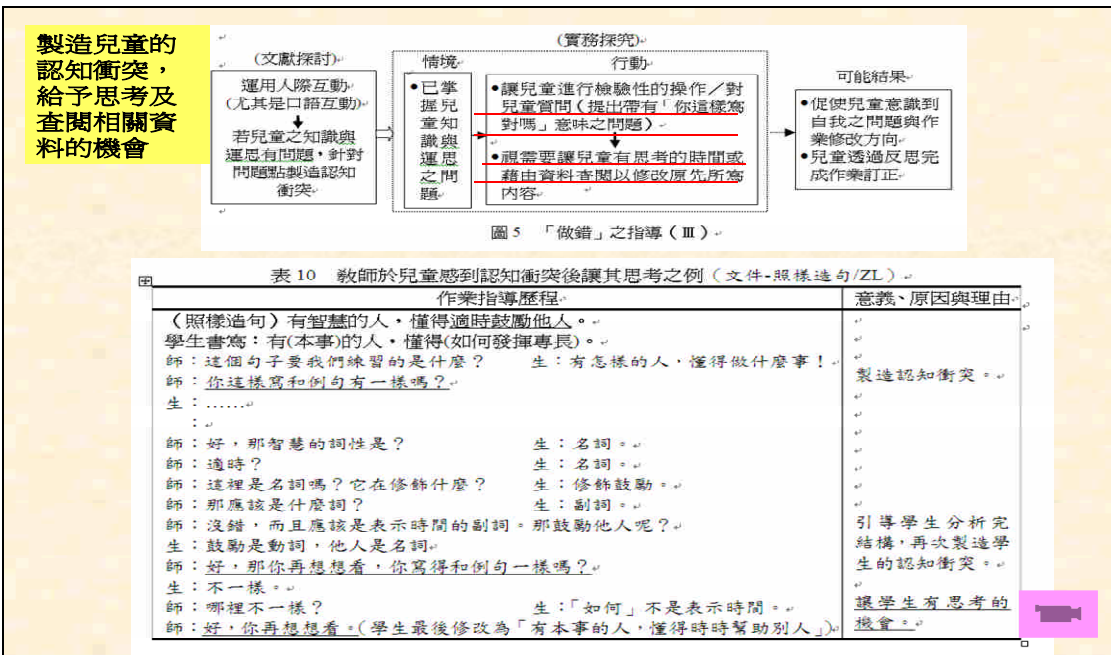 製造兒童的
認知衝突，
給予思考及
查閱相關資
料的機會
(文獻探討)
運用人際互動
(尤其是口語互動)
若兒童之知識與
運思有問題，針對
問題點製造認知
衝突
(實務探究)
情境
•已掌
握兒
童知
識與
運思
之問
題
行動
•讓兒童進行檢驗性的操作／對
兒童質問（提出帶有「你這樣寫
對嗎」意味之問題）
•視需要讓兒童有思考的時間或
藉由資料查閱以修改原先所寫
內容
可能結果
•促使兒童意識到
自我之問題與作
業修改方向
•兒童透過反思完
成作業訂正
圖 5 「做錯」之指導（Ⅲ）
表 10 教師於兒童感到認知衝突後讓其思考之例（文件-照樣造句/ZL）
作業指導歷程 意義、原因與理由
（照樣造句）有智慧的人，懂得適時鼓勵他人。
學生書寫：有(本事)的人，懂得(如何發揮專長)。
師：這個句子要我們練習的是什麼？ 生：有怎樣的人，懂得做什麼事！
師：你這樣寫和例句有一樣嗎？ 製造認知衝突。
生：……
：
師：好，那智慧的詞性是？ 生：名詞。
師：適時？ 生：名詞。
師：這裡是名詞嗎？它在修飾什麼？ 生：修飾鼓勵。
師：那應該是什麼詞？ 生：副詞。
師：沒錯，而且應該是表示時間的副詞。那鼓勵他人呢？
生：鼓勵是動詞，他人是名詞
師：好，那你再想想看，你寫得和例句一樣嗎？
生：不一樣。
引導學生分析完
結構，再次製造學
生的認知衝突。
師：哪裡不一樣？ 生：「如何」不是表示時間。
師：好，你再想想看。(學生最後修改為「有本事的人，懂得時時幫助別人」)
讓學生有思考的
機會。